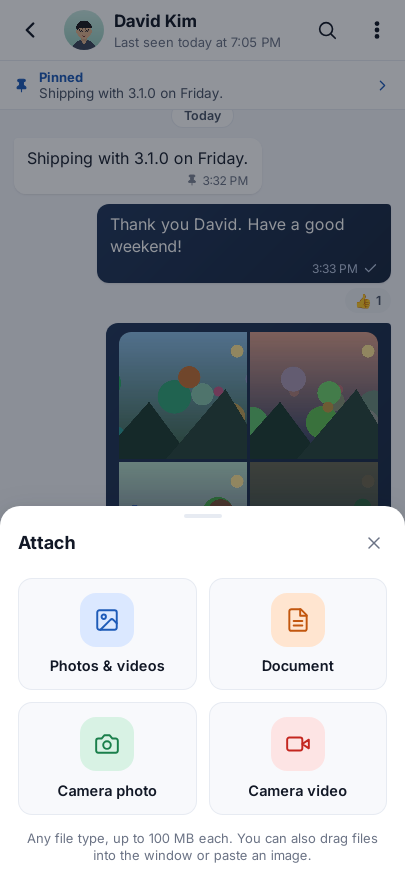 David Kim
Last seen today at 7:05 PM
Pinned
Shipping with 3.1.0 on Friday.
Today
Shipping with 3.1.0 on Friday.
3:32 PM
Thank you David. Have a good
weekend!
3:33 PM
👍 1
Attach
Photos & videos
Document
Camera photo
Camera video
Any file type, up to 100 MB each. You can also drag files
into the window or paste an image.